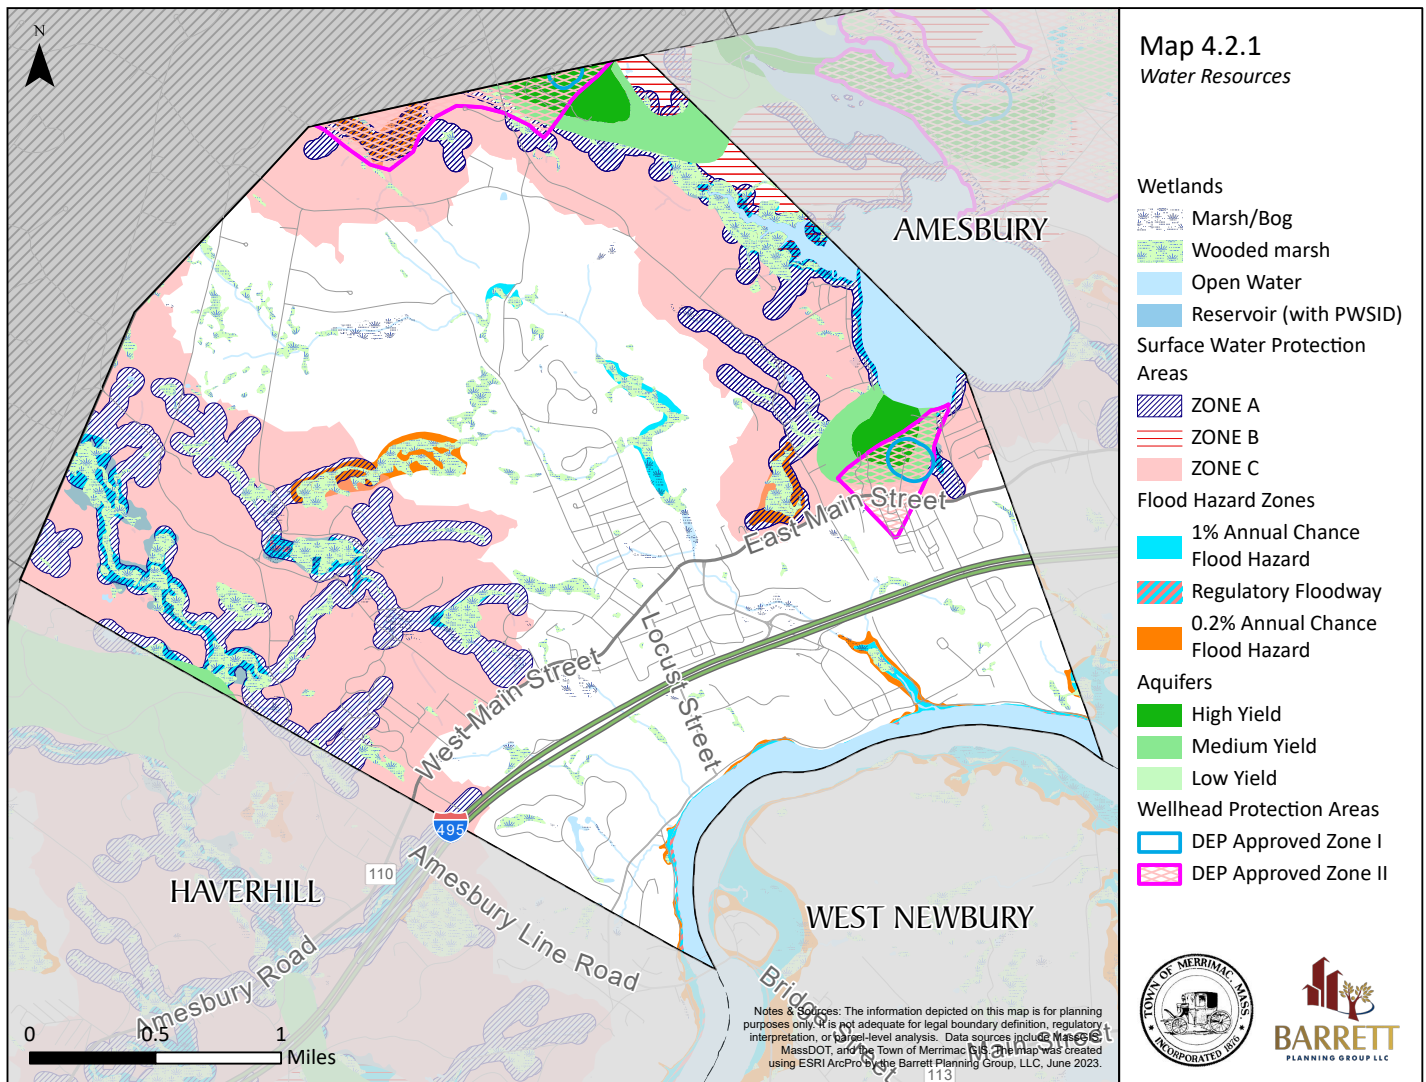 Map 4.2.1
Water Resources
N
Wetlands
Marsh/Bog
Wooded marsh
Open Water
Reservoir (with PWSID)
Surface Water Protection
Areas
ZONE A
ZONE B
ZONE C
Flood Hazard Zones
1% Annual Chance
Flood Hazard
Regulatory Floodway
0.2% Annual Chance
Flood Hazard
Aquifers
High Yield
Medium Yield
Low Yield
Wellhead Protection Areas
DEP Approved Zone I
DEP Approved Zone II
AMESBURY
East Main Street
West Main Street
Locust Street
495
110
HAVERHILL
WEST NEWBURY
Amesbury Line Road
Amesbury Road
Bridge Street
Main Street
113
0 0.5 1
Miles
Notes & Sources: The information depicted on this map is for planning
purposes only. It is not adequate for legal boundary definition, regulatory
interpretation, or parcel-level analysis. Data sources include MassGIS,
MassDOT, and the Town of Merrimac GIS. The map was created
using ESRI ArcPro by the Barrett Planning Group, LLC, June 2023.
TOWN OF MERRIMAC, MASS
INCORPORATED 1876
BARRETT
PLANNING GROUP LLC